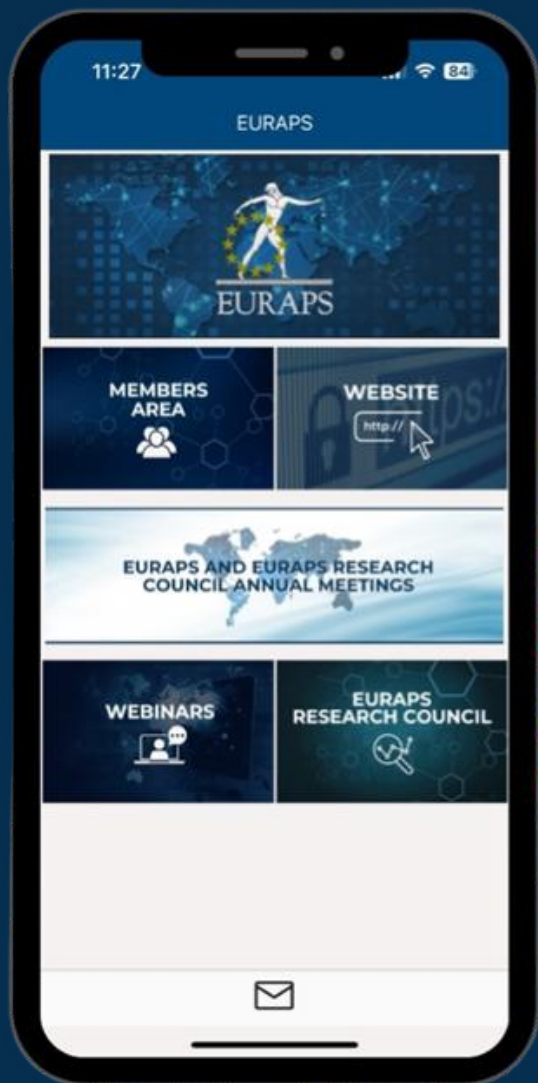 11:27
84
EURAPS
EURAPS
MEMBERS
AREA
WEBSITE
http://
https:/
EURAPS AND EURAPS RESEARCH
COUNCIL ANNUAL MEETINGS
WEBINARS
EURAPS
RESEARCH COUNCIL